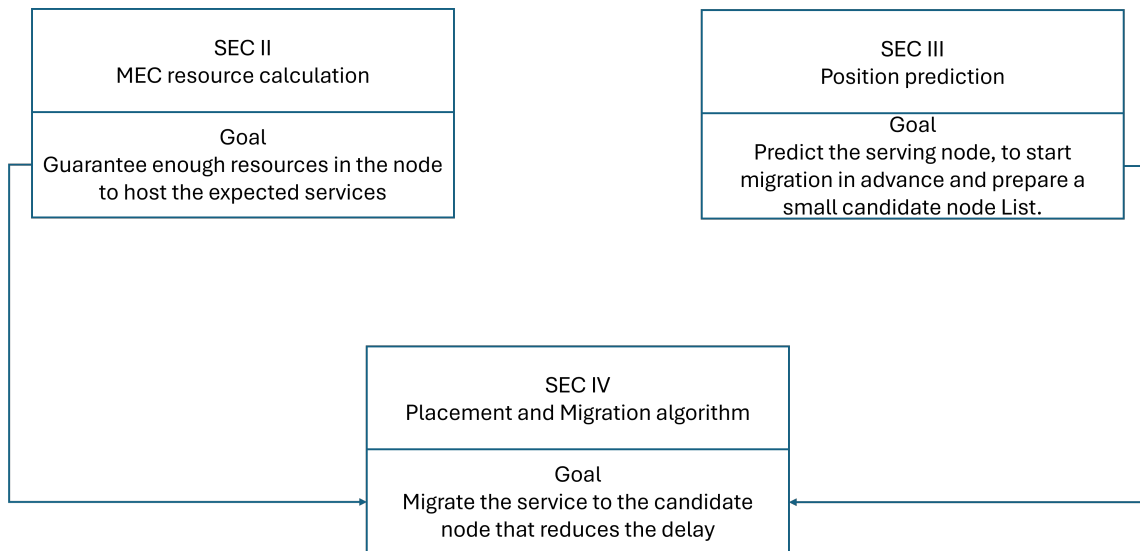 SEC II
MEC resource calculation
Goal
Guarantee enough resources in the node
to host the expected services
SEC III
Position prediction
Goal
Predict the serving node, to start
migration in advance and prepare a
small candidate node List.
SEC IV
Placement and Migration algorithm
Goal
Migrate the service to the candidate
node that reduces the delay